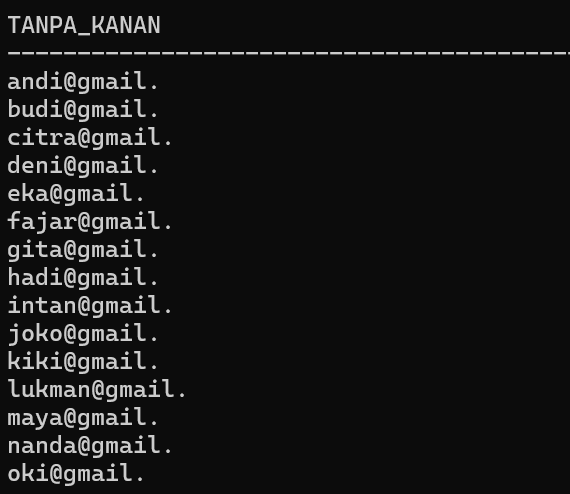 TANPA_KANAN
----------------------------------------
andi@gmail.
budi@gmail.
citra@gmail.
deni@gmail.
eka@gmail.
fajar@gmail.
gita@gmail.
hadi@gmail.
intan@gmail.
joko@gmail.
kiki@gmail.
lukman@gmail.
maya@gmail.
nanda@gmail.
oki@gmail.